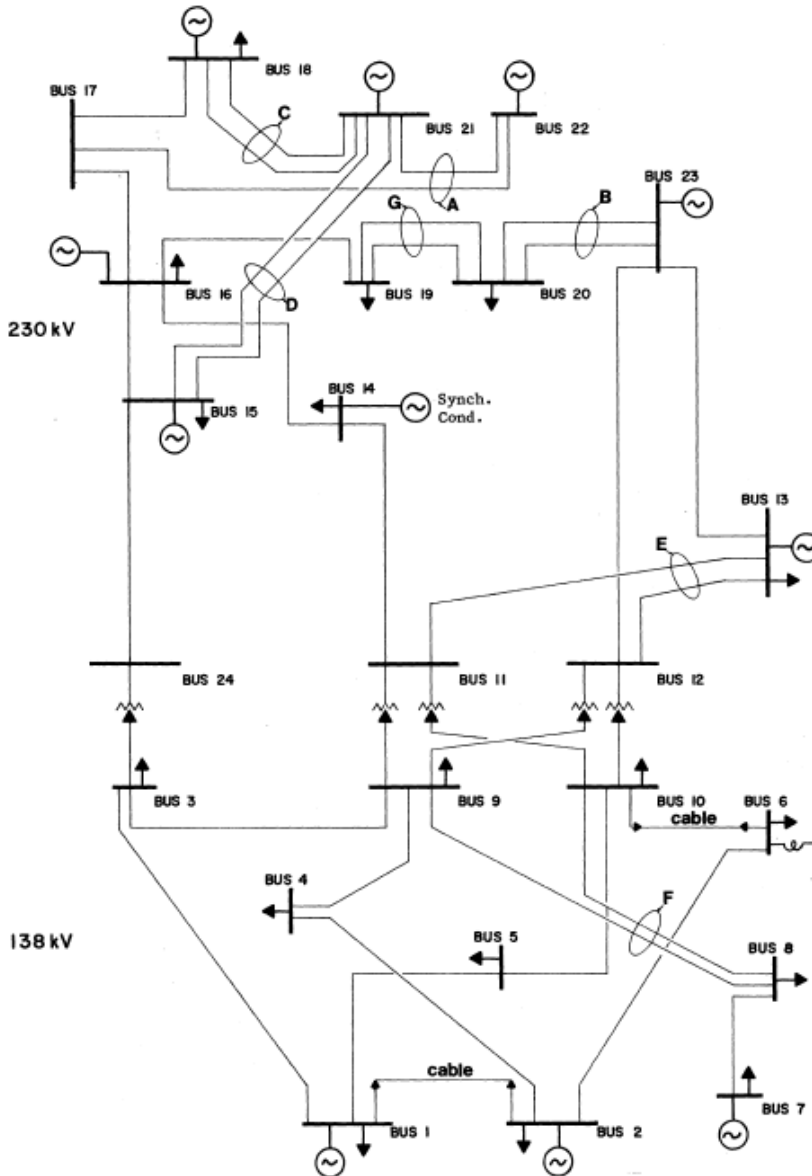 BUS 18
BUS 17
C
BUS 21
BUS 22
BUS 23
A
G
B
BUS 16
D
BUS 19
BUS 20
230 kV
BUS 14
Synch.
Cond.
BUS 15
BUS 13
E
BUS 24
BUS 11
BUS 12
BUS 3
BUS 9
BUS 10
BUS 6
cable
BUS 4
F
138 kV
BUS 5
BUS 8
cable
BUS 1
BUS 2
BUS 7